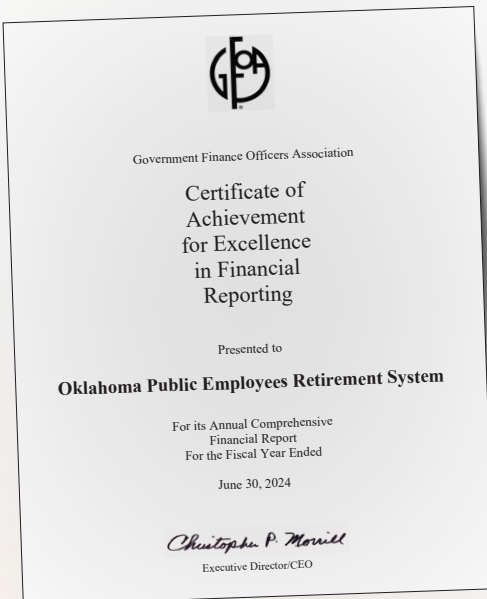 GFOA
Government Finance Officers Association
Certificate of
Achievement
for Excellence
in Financial
Reporting
Presented to
Oklahoma Public Employees Retirement System
For its Annual Comprehensive
Financial Report
For the Fiscal Year Ended
June 30, 2024
Christopher P. Morrill
Executive Director/CEO